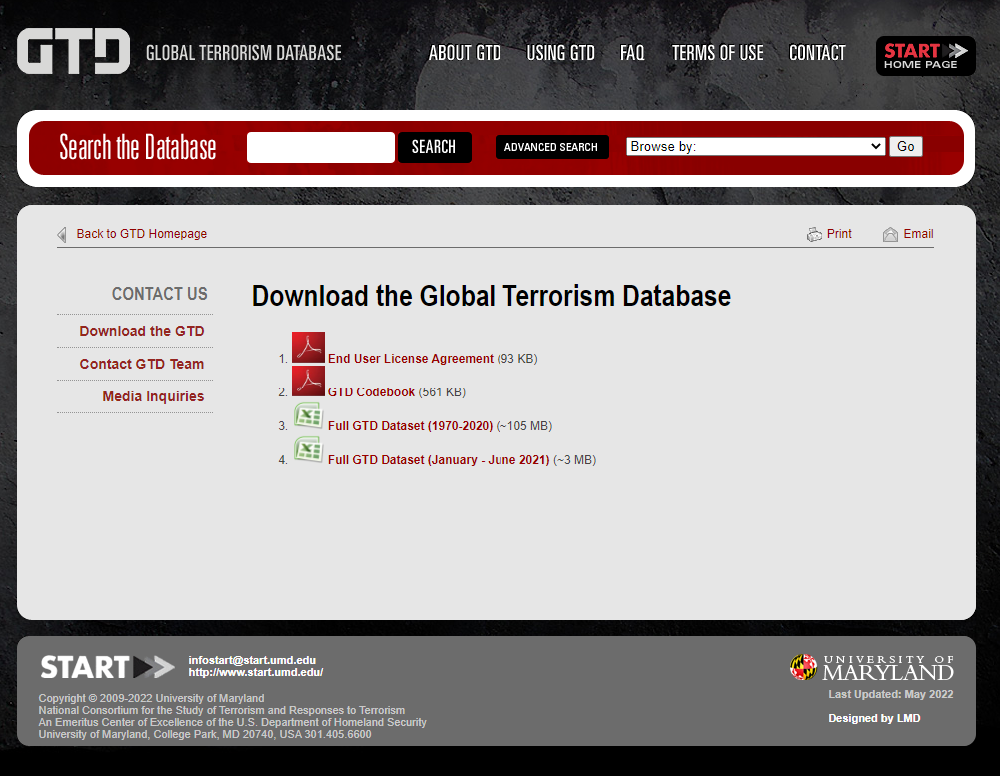 GTD GLOBAL TERRORISM DATABASE ABOUT GTD USING GTD FAQ TERMS OF USE CONTACT START HOME PAGE
Search the Database SEARCH ADVANCED SEARCH Browse by: Go
Back to GTD Homepage Print Email
CONTACT US
Download the GTD
Contact GTD Team
Media Inquiries
Download the Global Terrorism Database
1. End User License Agreement (93 KB)
2. GTD Codebook (561 KB)
3. Full GTD Dataset (1970-2020) (~105 MB)
4. Full GTD Dataset (January - June 2021) (~3 MB)
START
infostart@start.umd.edu
http://www.start.umd.edu/
Copyright © 2009-2022 University of Maryland
National Consortium for the Study of Terrorism and Responses to Terrorism
An Emeritus Center of Excellence of the U.S. Department of Homeland Security
University of Maryland, College Park, MD 20740, USA 301.405.6600
UNIVERSITY OF
MARYLAND
Last Updated: May 2022
Designed by LMD